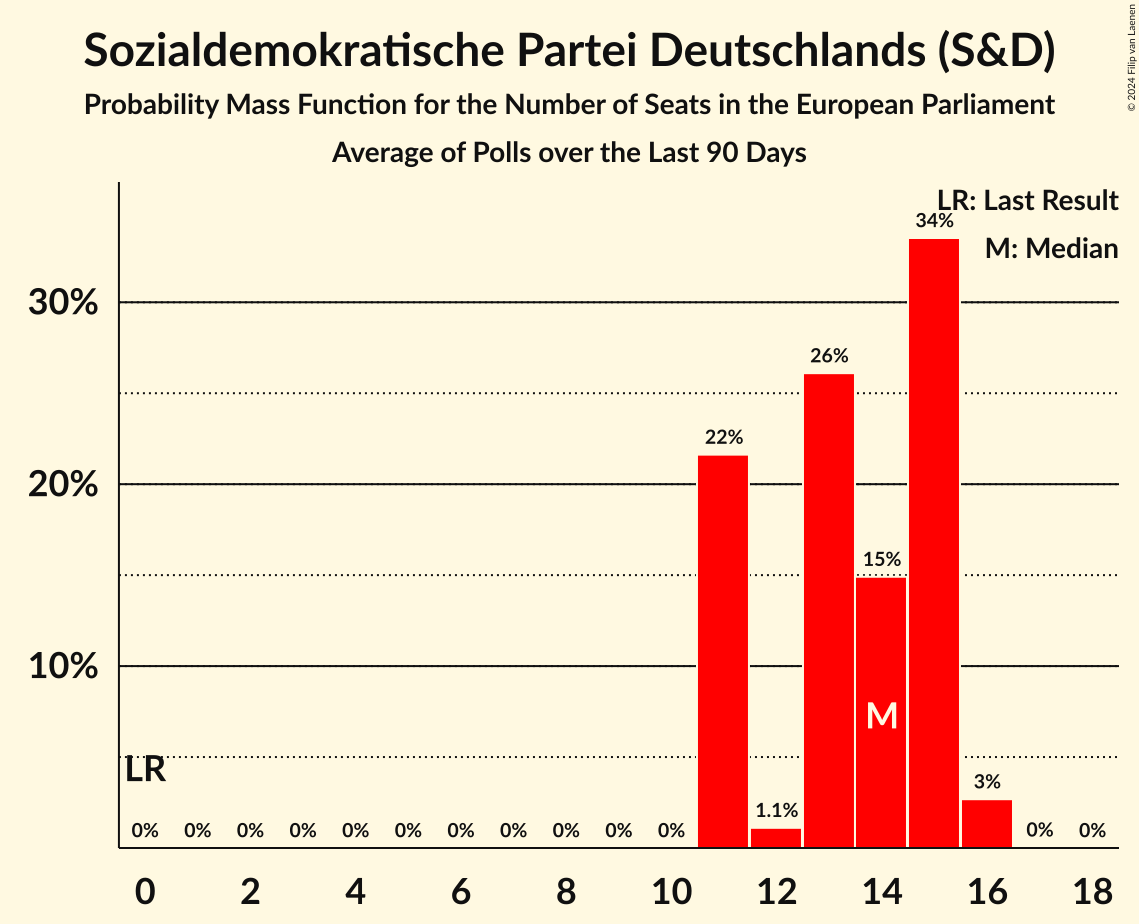 Sozialdemokratische Partei Deutschlands (S&D)
Probability Mass Function for the Number of Seats in the European Parliament
Average of Polls over the Last 90 Days
© 2024 Filip van Laenen
LR: Last Result
M: Median
34%
30%
26%
22%
20%
15%
10%
M
LR
3%
1.1%
0% 0% 0% 0% 0% 0% 0% 0% 0% 0% 0% 0% 0%
0 2 4 6 8 10 12 14 16 18